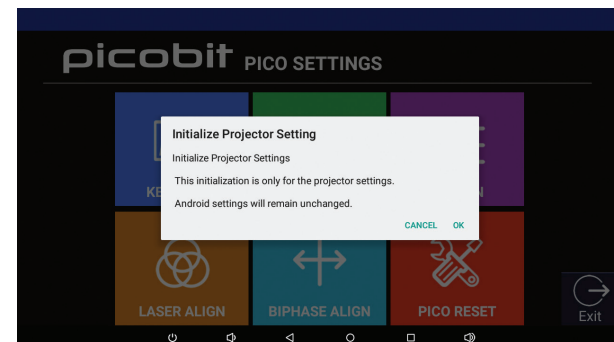 picobit PICO SETTINGS
Initialize Projector Setting
Initialize Projector Settings
This initialization is only for the projector settings.
Android settings will remain unchanged.
CANCEL OK
LASER ALIGN
BIPHASE ALIGN
PICO RESET
Exit